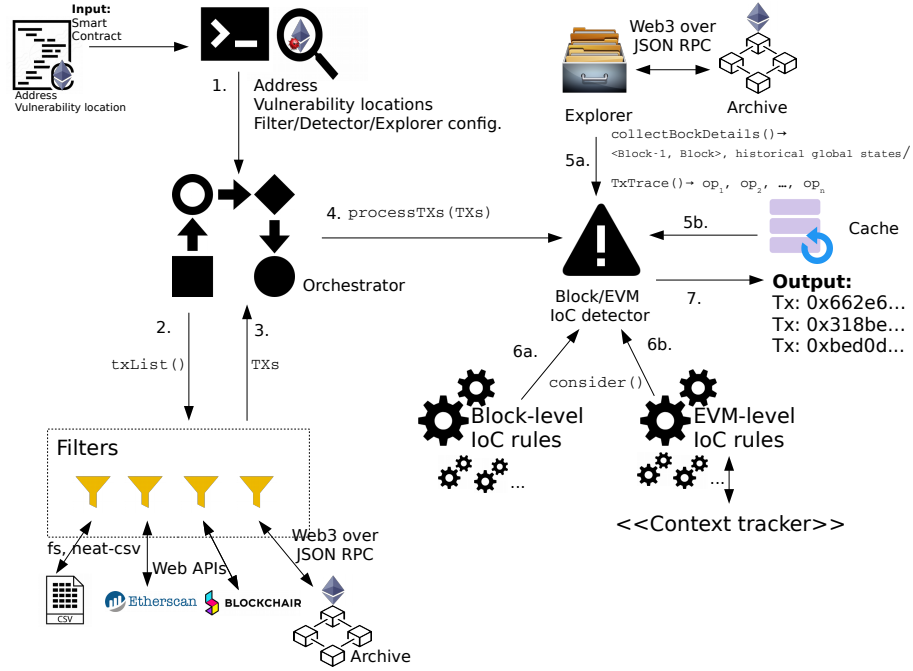 Input:
Smart
Contract
Address
Vulnerability location
1.
Address
Vulnerability locations
Filter/Detector/Explorer config.
Web3 over
JSON RPC
Archive
Explorer
collectBockDetails()→
<Block-1, Block>, historical global states/
5a.
TxTrace()→ op1, op2, …, opn
4. processTXs(TXs)
5b.
Cache
Orchestrator
Block/EVM
IoC detector
7.
Output:
Tx: 0x662e6...
Tx: 0x318be...
Tx: 0xbed0d...
2.
3.
txList()
TXs
6a.
6b.
consider()
Block-level
IoC rules
...
EVM-level
IoC rules
...
<<Context tracker>>
Filters
fs, neat-csv
Web APIs
Web3 over
JSON RPC
CSV
Etherscan
BLOCKCHAIR
Archive